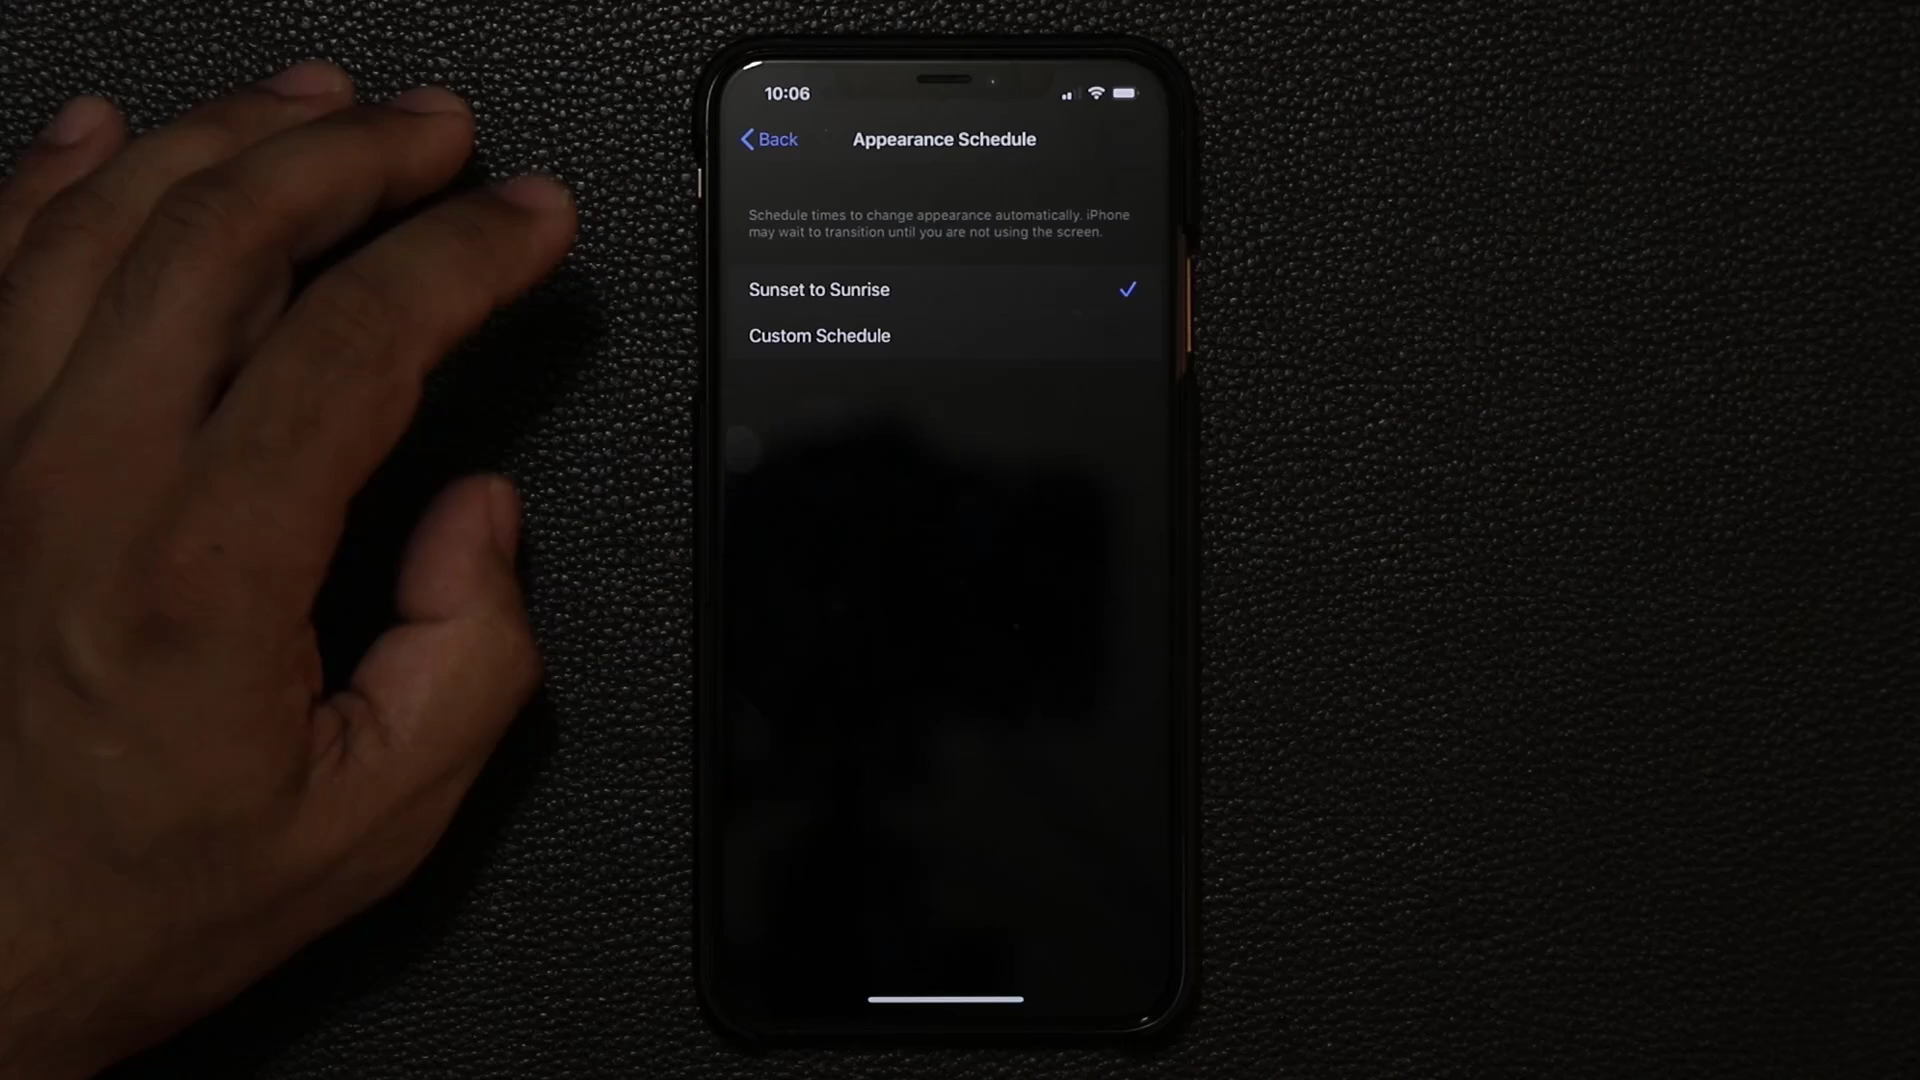 10:06
Back
Appearance Schedule
Schedule times to change appearance automatically. iPhone
may wait to transition until you are not using the screen.
Sunset to Sunrise
Custom Schedule